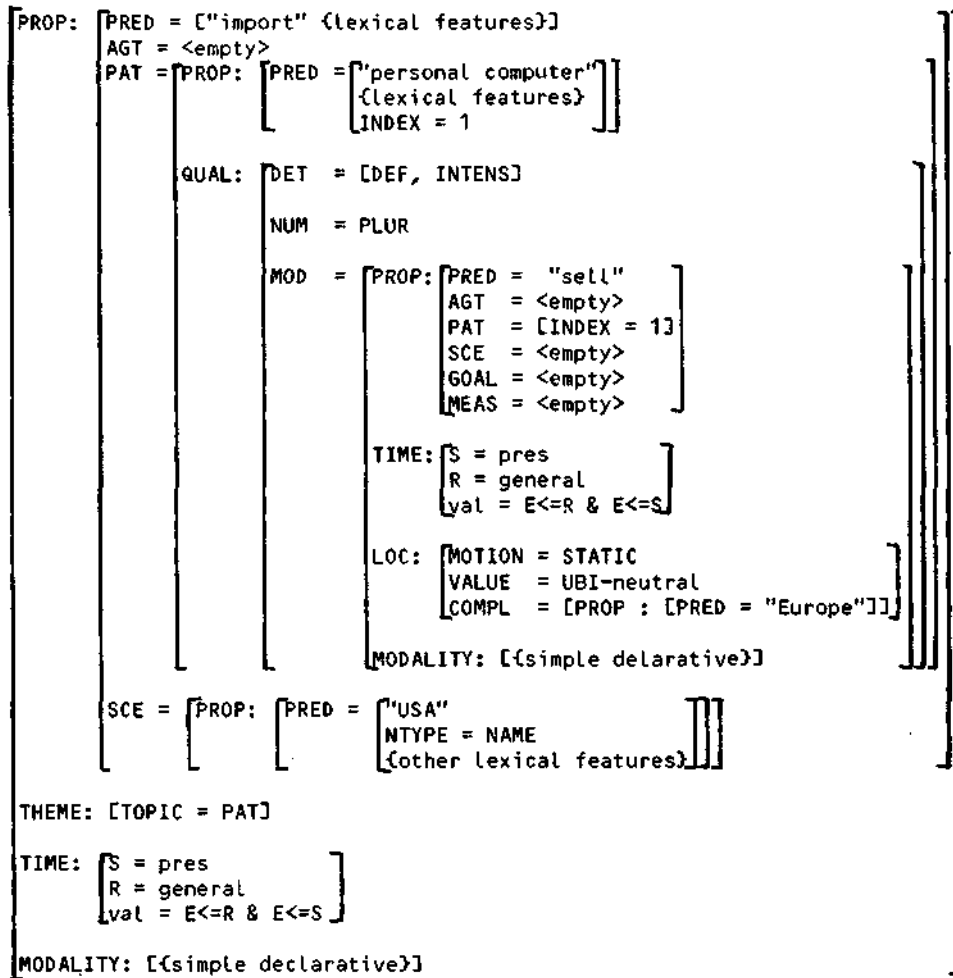 PROP: [PRED = ["import" {lexical features}]
AGT = <empty>
PAT = [PROP: [PRED = ["personal computer"
{lexical features}
INDEX = 1 ]]]
QUAL: [DET = [DEF, INTENS]
NUM = PLUR
MOD = [PROP: [PRED = "sell"
AGT = <empty>
PAT = [INDEX = 1]
SCE = <empty>
GOAL = <empty>
MEAS = <empty>
TIME: [S = pres
R = general
val = E<=R & E<=S]
LOC: [MOTION = STATIC
VALUE = UBI-neutral
COMPL = [PROP : [PRED = "Europe"]]]
MODALITY: [{simple delarative}]
SCE = [PROP: [PRED = ["USA"
NTYPE = NAME
{other lexical features}]]]
THEME: [TOPIC = PAT]
TIME: [S = pres
R = general
val = E<=R & E<=S]
MODALITY: [{simple declarative}]